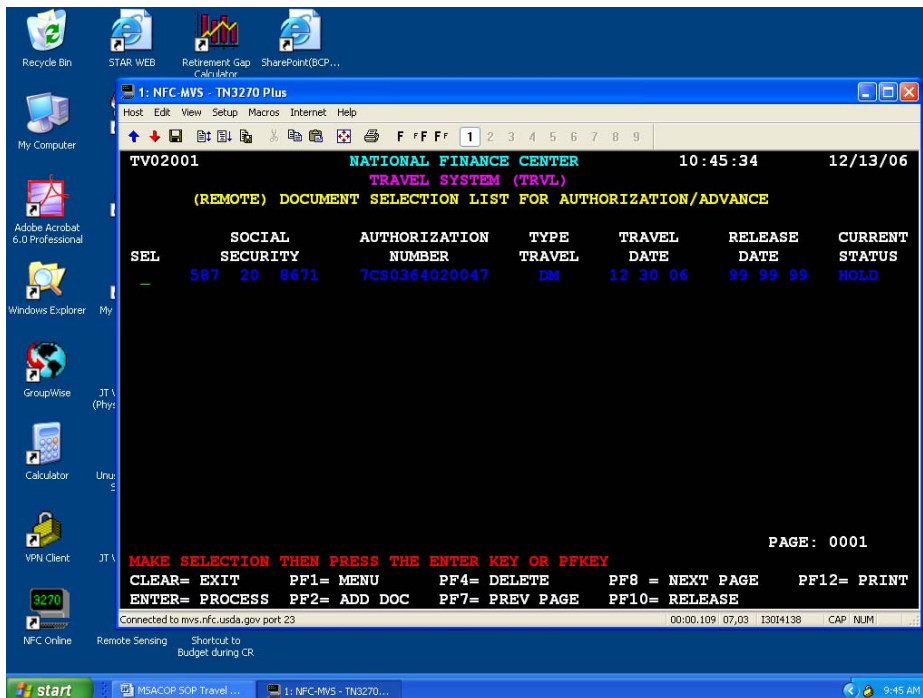 Recycle Bin
STAR WEB
Retirement Gap
Calculator
SharePoint(BCP...
My Computer
Adobe Acrobat
6.0 Professional
Windows Explorer
My
GroupWise
JT
(Phys
Calculator
Unu
VPN Client
JT
3270
NFC Online
Remote Sensing
Shortcut to
Budget during CR
1: NFC-MVS - TN3270 Plus
Host Edit View Setup Macros Internet Help
F F F F F 1 2 3 4 5 6 7 8 9
TV02001 NATIONAL FINANCE CENTER 10:45:34 12/13/06
TRAVEL SYSTEM (TRVL)
(REMOTE) DOCUMENT SELECTION LIST FOR AUTHORIZATION/ADVANCE
SOCIAL AUTHORIZATION TYPE TRAVEL RELEASE CURRENT
SEL SECURITY NUMBER TRAVEL DATE DATE STATUS
_ 587 20 8671 7CS0364020047 DM 12 30 06 99 99 99 HOLD
PAGE: 0001
MAKE SELECTION THEN PRESS THE ENTER KEY OR PFKEY
CLEAR= EXIT PF1= MENU PF4= DELETE PF8 = NEXT PAGE PF12= PRINT
ENTER= PROCESS PF2= ADD DOC PF7= PREV PAGE PF10= RELEASE
Connected to mvs.nfc.usda.gov port 23 00:00.109 07,03 I30I4138 CAP NUM
start
MSACOP SOP Travel ...
1: NFC-MVS - TN3270...
9:45 AM